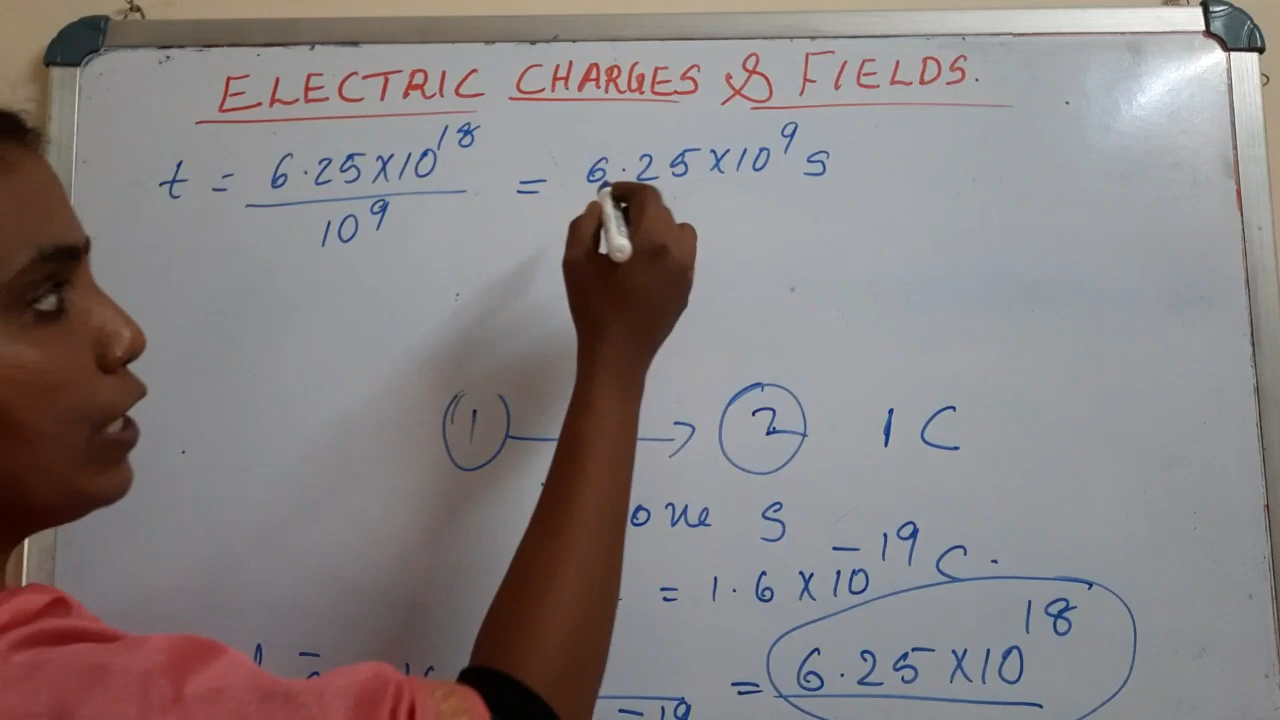 ELECTRIC CHARGES & FIELDS.
t = 6.25×10^18 / 10^9 = 6.25×10^9 s
1 → 2 1 C
one s
= 1.6 × 10^-19 C.
= 6.25 × 10^18
-19